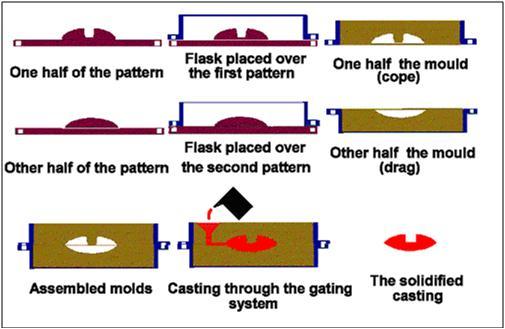 One half of the pattern
Flask placed over
the first pattern
One half the mould
(cope)
Other half of the pattern
Flask placed over
the second pattern
Other half the mould
(drag)
Assembled molds
Casting through the gating
system
The solidified
casting